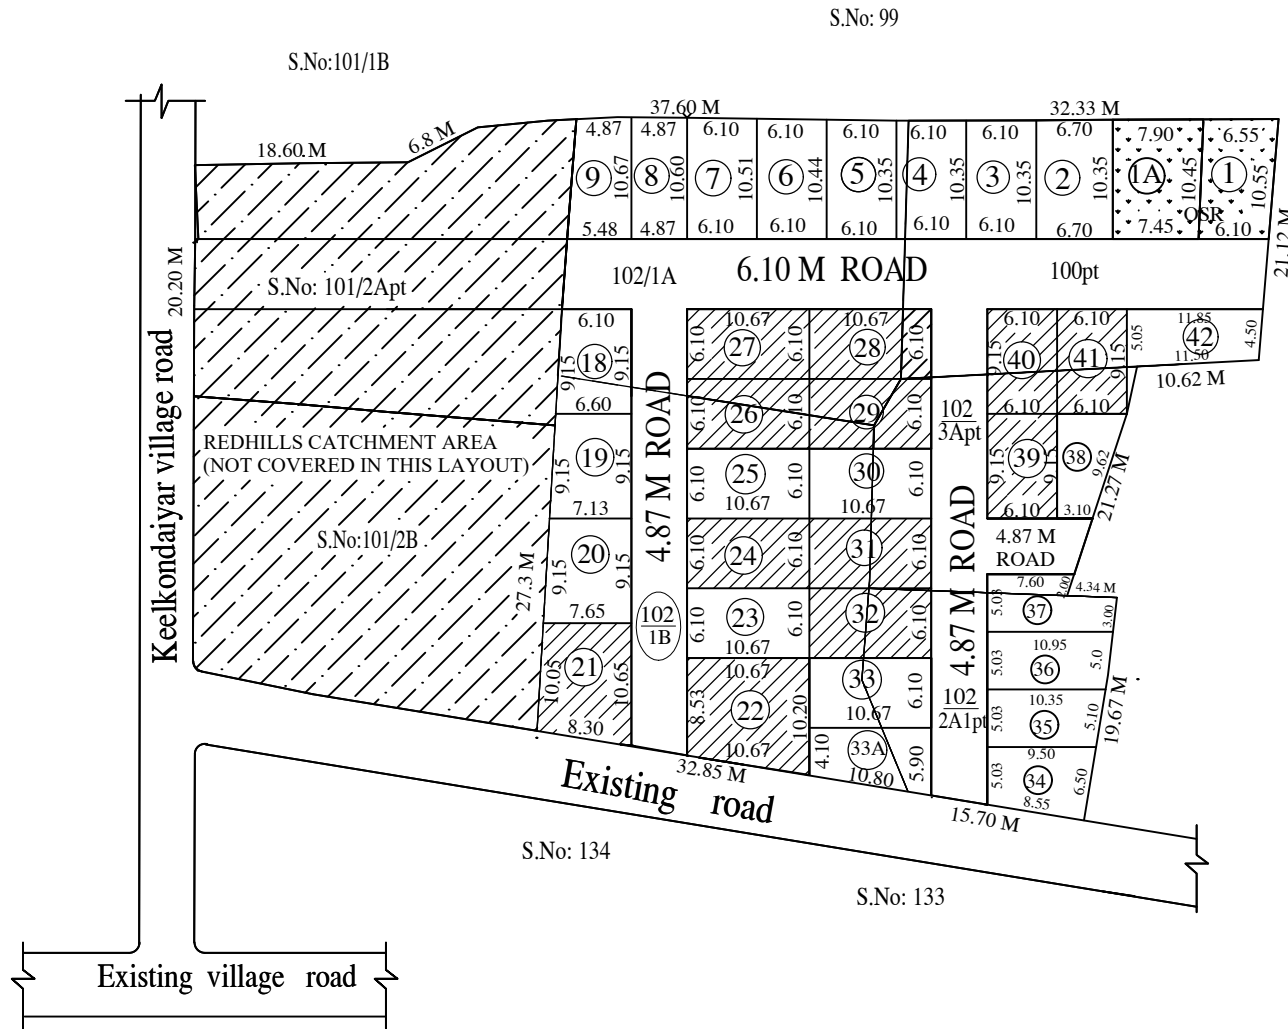 S.No: 99
S.No:101/1B
37.60 M
32.33 M
18.60 M
6.8 M
4.87 4.87 6.10 6.10 6.10 6.10 6.10 6.70 7.90 6.55
9 10.67 8 10.60 7 10.51 6 10.44 5 10.35 4 10.35 3 10.35 2 10.35 1A 10.45 1 10.55
OSR
5.48 4.87 6.10 6.10 6.10 6.10 6.10 6.70 7.45 6.10
21.12 M
20.20 M
S.No: 101/2Apt
102/1A
6.10 M ROAD
100pt
Keelkondaiyar village road
6.10
9.15 18 9.15
6.60
9.15 19 9.15
7.13
9.15 20 9.15
7.65
10.05 21 10.65
8.30
27.3 M
REDHILLS CATCHMENT AREA
(NOT COVERED IN THIS LAYOUT)
S.No:101/2B
4.87 M ROAD
102
1B
10.67 10.67
6.10 27 6.10 28 6.10
6.10 26 6.10 29 6.10
6.10 25 6.10 30 6.10
10.67 10.67
6.10 24 6.10 31 6.10
6.10 23 6.10 32 6.10
10.67
10.67
8.53 22 10.20 33 6.10
10.67
10.67
4.10 33A 5.90
10.80
4.87 M ROAD
102
3Apt
102
2A1pt
6.10 6.10 11.85
9.15 40 41 9.15 5.05 42 4.50
11.50
10.62 M
6.10 6.10
9.15 39 9.15 38 9.62
6.10 3.10
21.27 M
4.87 M
ROAD
7.60 2.00 4.34 M
5.03 37 3.00
10.95
5.03 36 5.0
10.35
5.03 35 5.10
9.50
5.03 34 6.50
8.55
19.67 M
32.85 M
15.70 M
Existing road
S.No: 134
S.No: 133
Existing village road